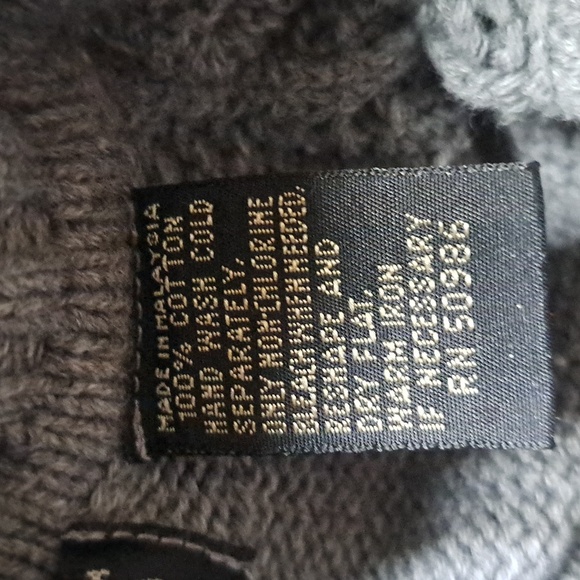 MADE IN MALAYSIA
100% COTTON
HAND WASH COLD
SEPARATELY.
ONLY NON-CHLORINE
BLEACH WHEN NEEDED.
RESHAPE AND
DRY FLAT.
WARM IRON
IF NECESSARY
RN 50986